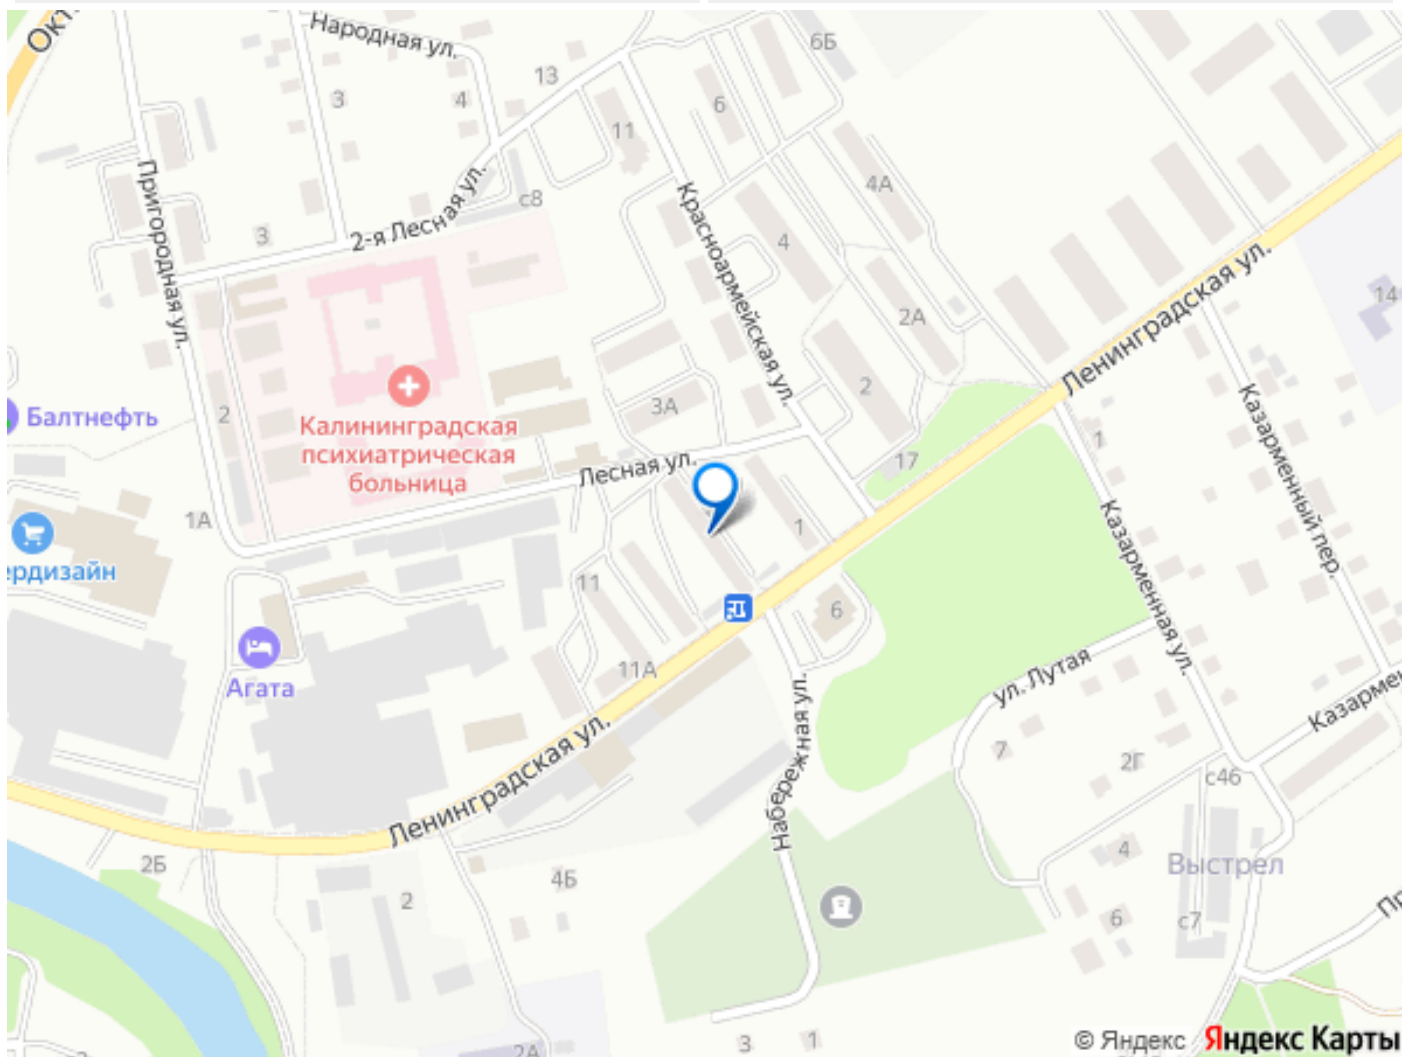 Народная ул.
6Б
13
3
4
6
11
4А
Пригородная ул.
с8
2-я Лесная ул.
3
Красноармейская ул.
4
Ленинградская ул.
14
2А
2
Балтнефть
2
3А
Калининградская
психиатрическая
больница
Казарменный пер.
1
Лесная ул.
17
1А
1
Казарменная ул.
ердизайн
11
6
11А
Агата
ул. Лутая
Набережная ул.
7
2Г
с46
Ленинградская ул.
2Б
4Б
2
4
Выстрел
6
с7
3
1
2А
© Яндекс Яндекс Карты